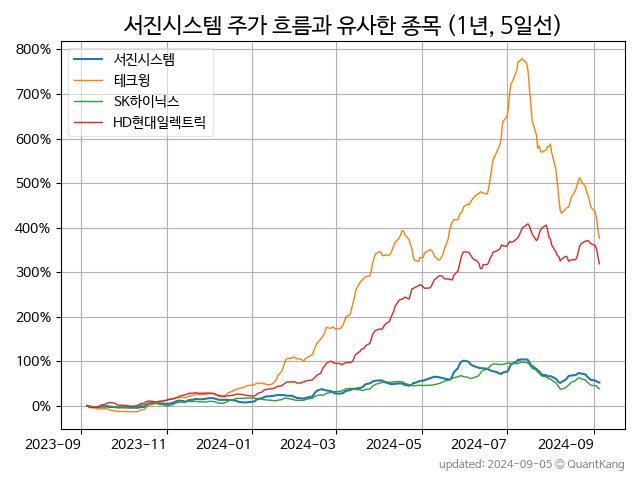 서진시스템 주가 흐름과 유사한 종목 (1년, 5일선)
800%
700%
600%
500%
400%
300%
200%
100%
0%
서진시스템
테크윙
SK하이닉스
HD현대일렉트릭
2023-09
2023-11
2024-01
2024-03
2024-05
2024-07
2024-09
updated: 2024-09-05 © QuantKang